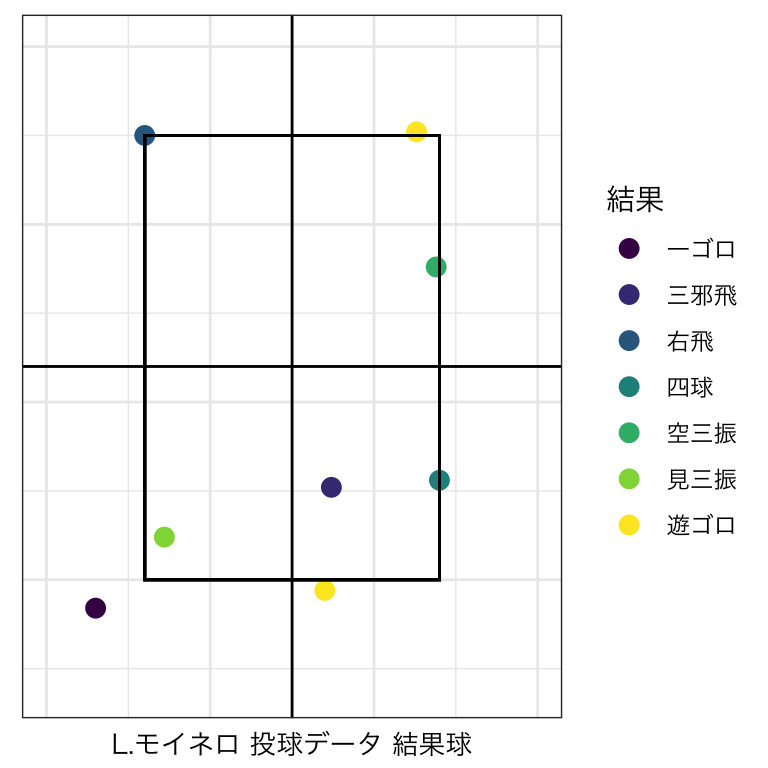 結果
一ゴロ
三邪飛
右飛
四球
空三振
見三振
遊ゴロ
L.モイネロ 投球データ 結果球